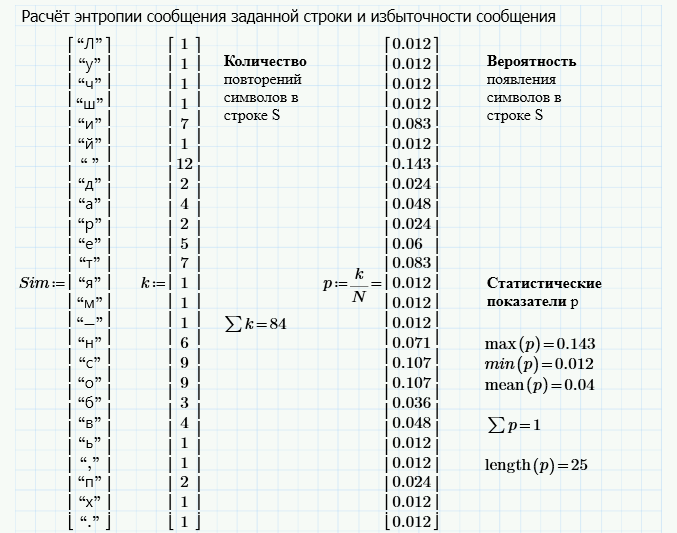 Расчёт энтропии сообщения заданной строки и избыточности сообщения
“Л” 1 0.012
“у” 1 Количество 0.012 Вероятность
“ч” 1 повторений 0.012 появления
“ш” 1 символов в 0.012 символов в
“и” 7 строке S 0.083 строке S
“й” 1 0.012
“ ” 12 0.143
“д” 2 0.024
“а” 4 0.048
“р” 2 0.024
“е” 5 0.06
“т” 7 0.083
Sim:= “я” k:= 1 p:= k/N = 0.012 Статистические
“м” 1 0.012 показатели p
“–” 1 ∑k=84 0.012
“н” 6 0.071 max(p)=0.143
“с” 9 0.107 min(p)=0.012
“о” 9 0.107 mean(p)=0.04
“б” 3 0.036
“в” 4 0.048 ∑p=1
“ь” 1 0.012
“,” 1 0.012 length(p)=25
“п” 2 0.024
“х” 1 0.012
“.” 1 0.012